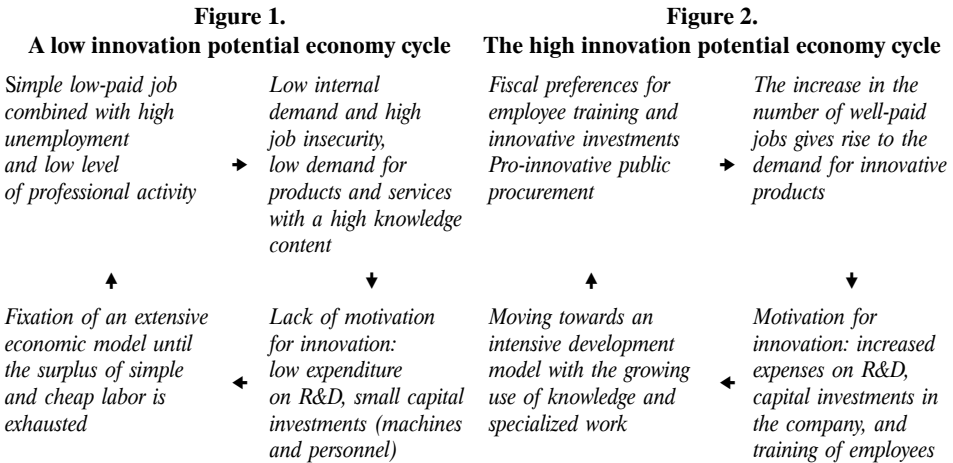 Figure 1.
A low innovation potential economy cycle
Simple low-paid job
combined with high
unemployment
and low level
of professional activity
Low internal
demand and high
job insecurity,
low demand for
products and services
with a high knowledge
content
Fixation of an extensive
economic model until
the surplus of simple
and cheap labor is
exhausted
Lack of motivation
for innovation:
low expenditure
on R&D, small capital
investments (machines
and personnel)
Figure 2.
The high innovation potential economy cycle
Fiscal preferences for
employee training and
innovative investments
Pro-innovative public
procurement
The increase in the
number of well-paid
jobs gives rise to the
demand for innovative
products
Moving towards an
intensive development
model with the growing
use of knowledge and
specialized work
Motivation for
innovation: increased
expenses on R&D,
capital investments in
the company, and
training of employees